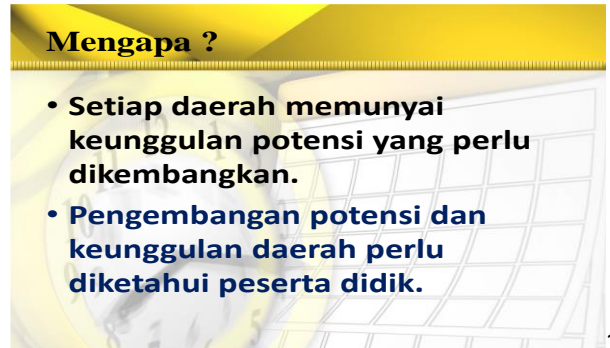 Mengapa ?
• Setiap daerah memunyai
keunggulan potensi yang perlu
dikembangkan.
• Pengembangan potensi dan
keunggulan daerah perlu
diketahui peserta didik.